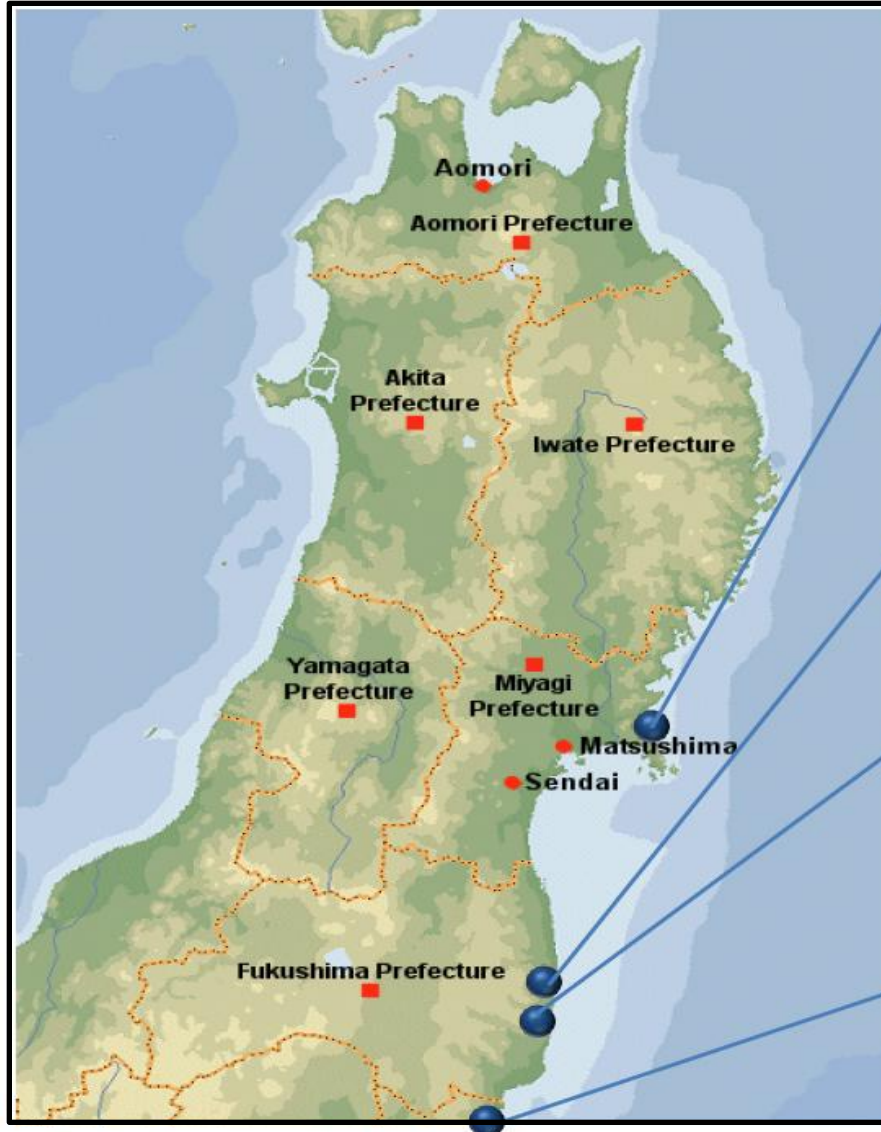 Aomori
Aomori Prefecture
Akita
Prefecture
Iwate Prefecture
Yamagata
Prefecture
Miyagi
Prefecture
Matsushima
Sendai
Fukushima Prefecture